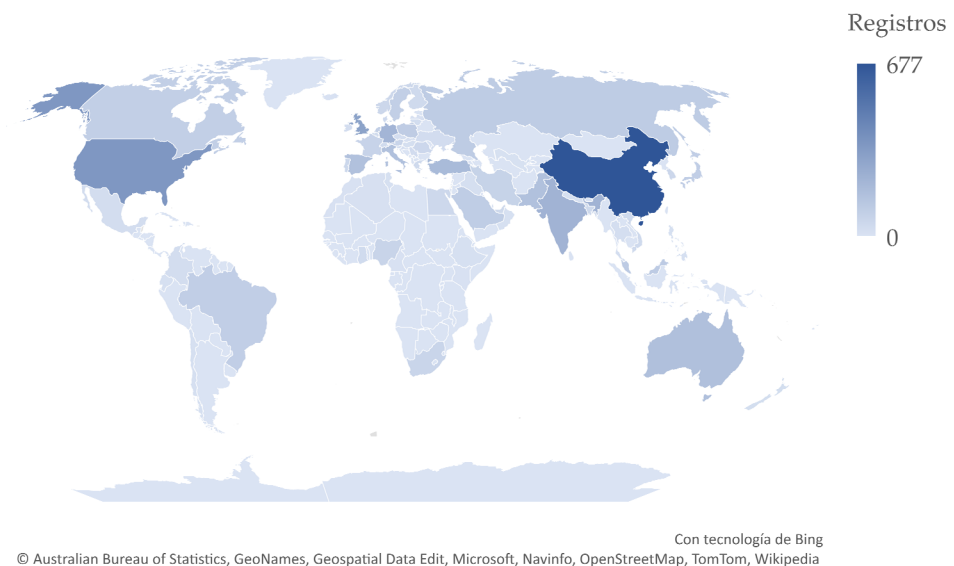 Registros
677
0
Con tecnología de Bing
© Australian Bureau of Statistics, GeoNames, Geospatial Data Edit, Microsoft, Navinfo, OpenStreetMap, TomTom, Wikipedia